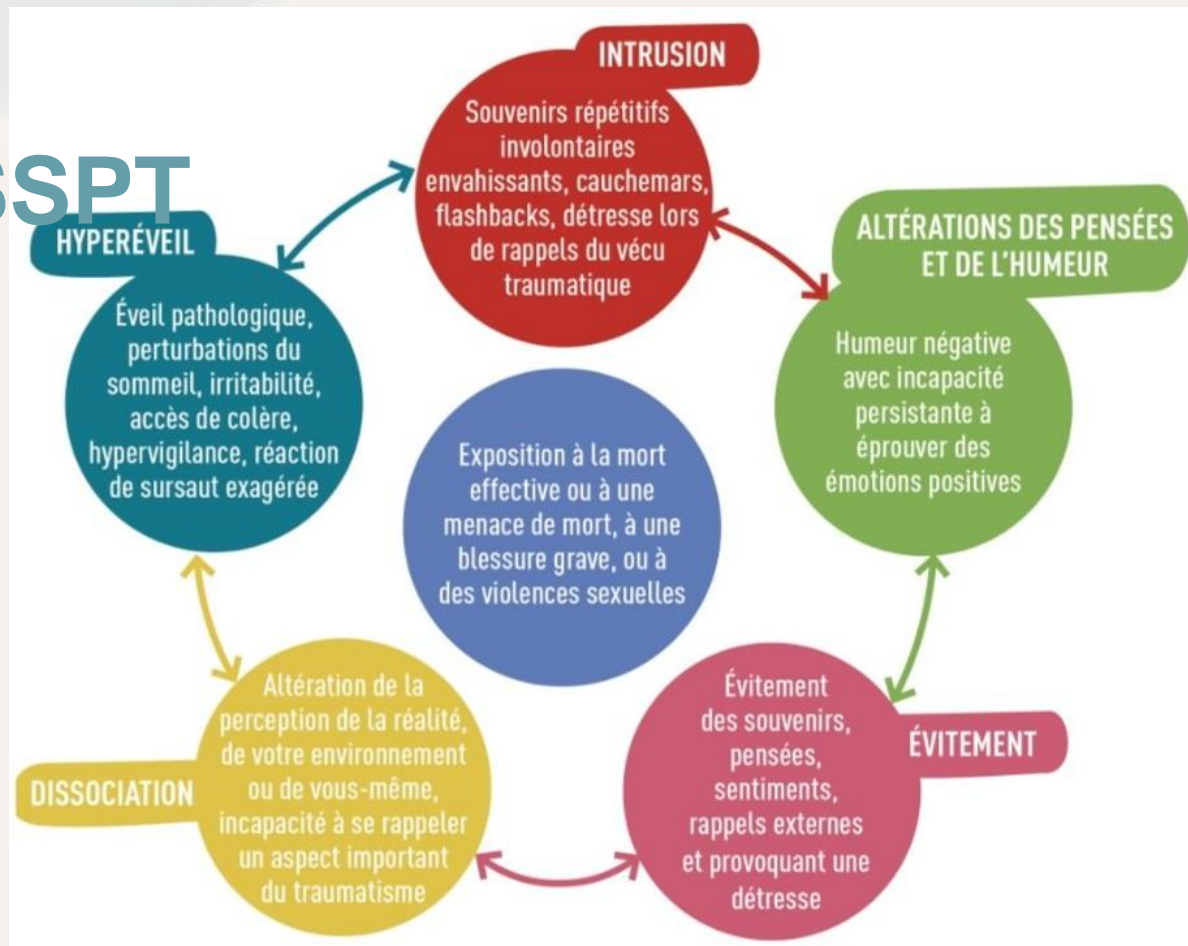 SSPT
INTRUSION
Souvenirs répétitifs
involontaires
envahissants, cauchemars,
flashbacks, détresse lors
de rappels du vécu
traumatique
ALTÉRATIONS DES PENSÉES
ET DE L'HUMEUR
Humeur négative
avec incapacité
persistante à
éprouver des
émotions positives
HYPERÉVEIL
Éveil pathologique,
perturbations du
sommeil, irritabilité,
accès de colère,
hypervigilance, réaction
de sursaut exagérée
Exposition à la mort
effective ou à une
menace de mort, à une
blessure grave, ou à
des violences sexuelles
DISSOCIATION
Altération de la
perception de la réalité,
de votre environnement
ou de vous-même,
incapacité à se rappeler
un aspect important
du traumatisme
Évitement
des souvenirs,
pensées,
sentiments,
rappels externes
et provoquant une
détresse
ÉVITEMENT